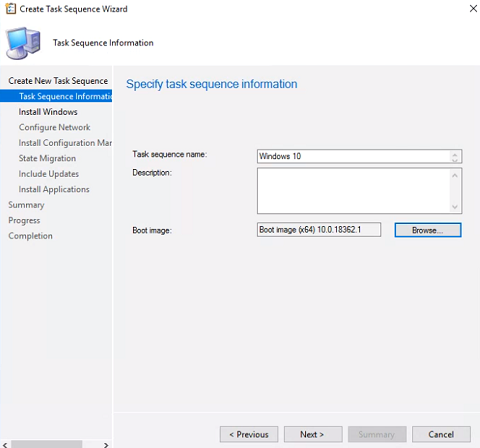 Create Task Sequence Wizard
Task Sequence Information
Create New Task Sequence
Task Sequence Informati
Install Windows
Configure Network
Install Configuration Mar
State Migration
Include Updates
Install Applications
Summary
Progress
Completion
Specify task sequence information
Task sequence name:
Windows 10
Description:
Boot image:
Boot image (x64) 10.0.18362.1
Browse...
< Previous
Next >
Summary
Cancel